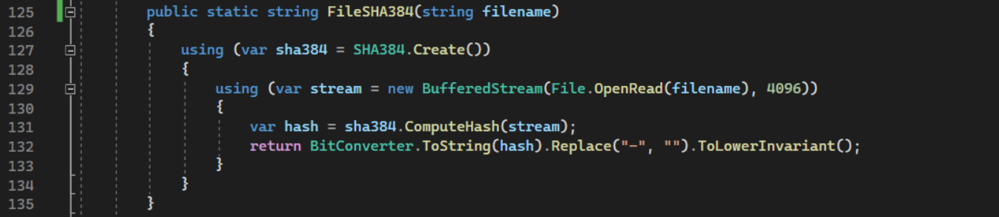 125 public static string FileSHA384(string filename)
126 {
127 using (var sha384 = SHA384.Create())
128 {
129 using (var stream = new BufferedStream(File.OpenRead(filename), 4096))
130 {
131 var hash = sha384.ComputeHash(stream);
132 return BitConverter.ToString(hash).Replace("-", "").ToLowerInvariant();
133 }
134 }
135 }